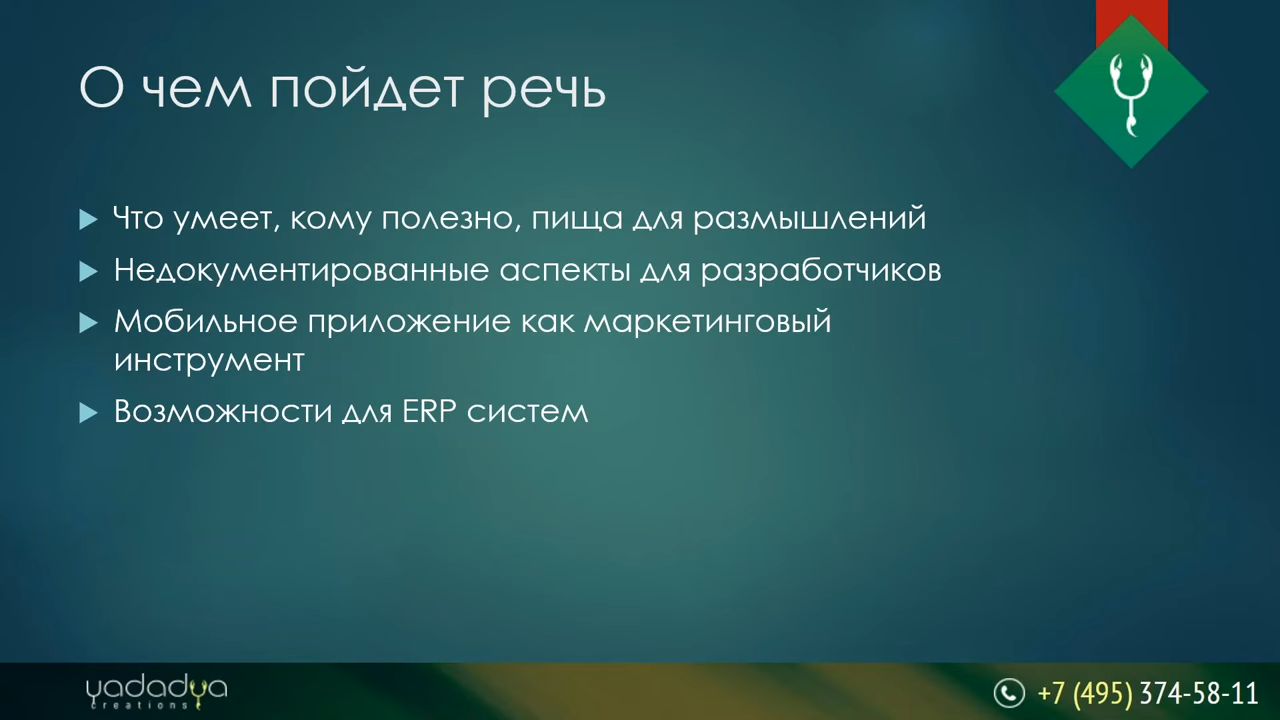 О чем пойдет речь
Что умеет, кому полезно, пища для размышлений
Недокументированные аспекты для разработчиков
Мобильное приложение как маркетинговый
инструмент
Возможности для ERP систем
yadadya
creations
+7 (495) 374-58-11